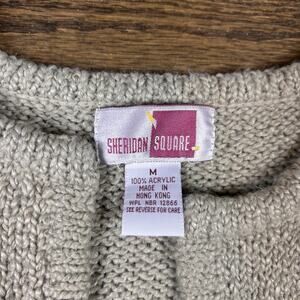 SHERIDAN SQUARE
M
100% ACRYLIC
MADE IN
HONG KONG
WPL NBR 12866
SEE REVERSE FOR CARE